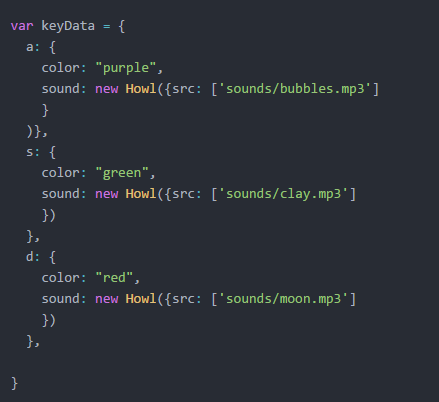 var keyData = {
  a: {
    color: "purple",
    sound: new Howl({src: ['sounds/bubbles.mp3']
    }
  )},
  s: {
    color: "green",
    sound: new Howl({src: ['sounds/clay.mp3']
    })
  },
  d: {
    color: "red",
    sound: new Howl({src: ['sounds/moon.mp3']
    })
  },
}